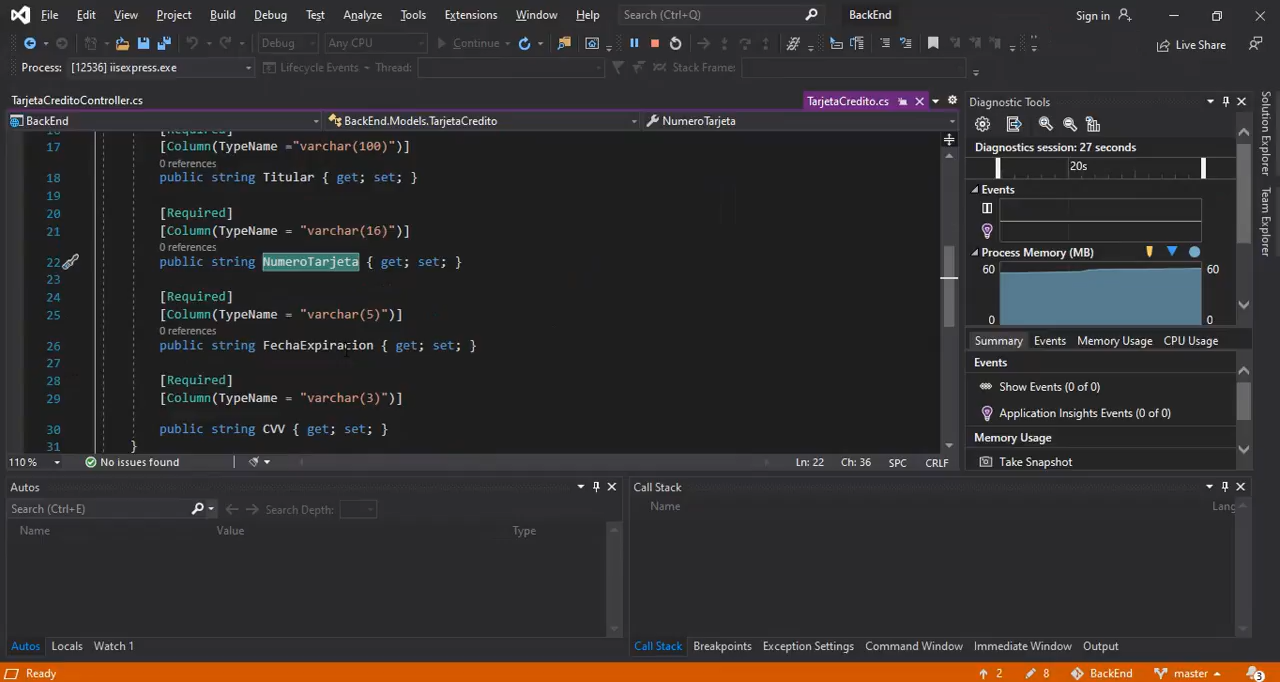 File Edit View Project Build Debug Test Analyze Tools Extensions Window Help Search (Ctrl+Q) BackEnd Sign in
Debug Any CPU Continue Live Share
Process: [12536] iisexpress.exe Lifecycle Events Thread: Stack Frame:
TarjetaCreditoController.cs TarjetaCredito.cs
BackEnd BackEnd.Models.TarjetaCredito NumeroTarjeta
16 [Required]
17 [Column(TypeName ="varchar(100)")]
0 references
18 public string Titular { get; set; }
19
20 [Required]
21 [Column(TypeName = "varchar(16)")]
0 references
22 public string NumeroTarjeta { get; set; }
23
24 [Required]
25 [Column(TypeName = "varchar(5)")]
0 references
26 public string FechaExpiracion { get; set; }
27
28 [Required]
29 [Column(TypeName = "varchar(3)")]
30 public string CVV { get; set; }
31 }
110 % No issues found Ln: 22 Ch: 36 SPC CRLF
Diagnostic Tools
Diagnostics session: 27 seconds
20s
Events
Process Memory (MB)
60 60
0 0
Summary Events Memory Usage CPU Usage
Events
Show Events (0 of 0)
Application Insights Events (0 of 0)
Memory Usage
Take Snapshot
Solution Explorer
Team Explorer
Autos
Search (Ctrl+E) Search Depth:
Name Value Type
Autos Locals Watch 1
Call Stack
Name Lang
Call Stack Breakpoints Exception Settings Command Window Immediate Window Output
Ready 2 8 BackEnd master 3